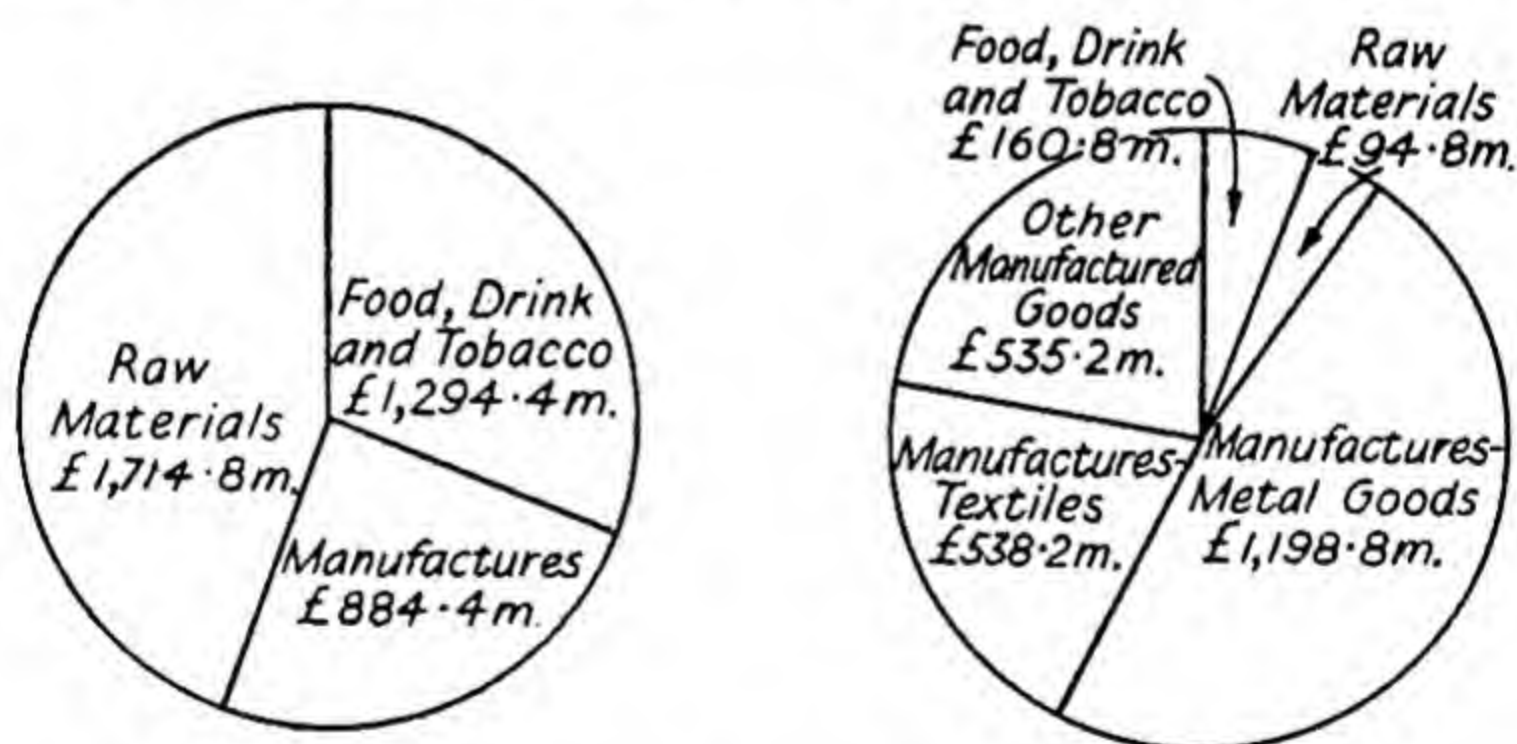 Raw
Materials
£1,714·8m.
Food, Drink
and Tobacco
£1,294·4m.
Manufactures
£884·4m.
Food, Drink
and Tobacco
£160·8m.
Raw
Materials
£94·8m.
Other
Manufactured
Goods
£535·2m.
Manufactures-
Textiles
£538·2m.
Manufactures-
Metal Goods
£1,198·8m.